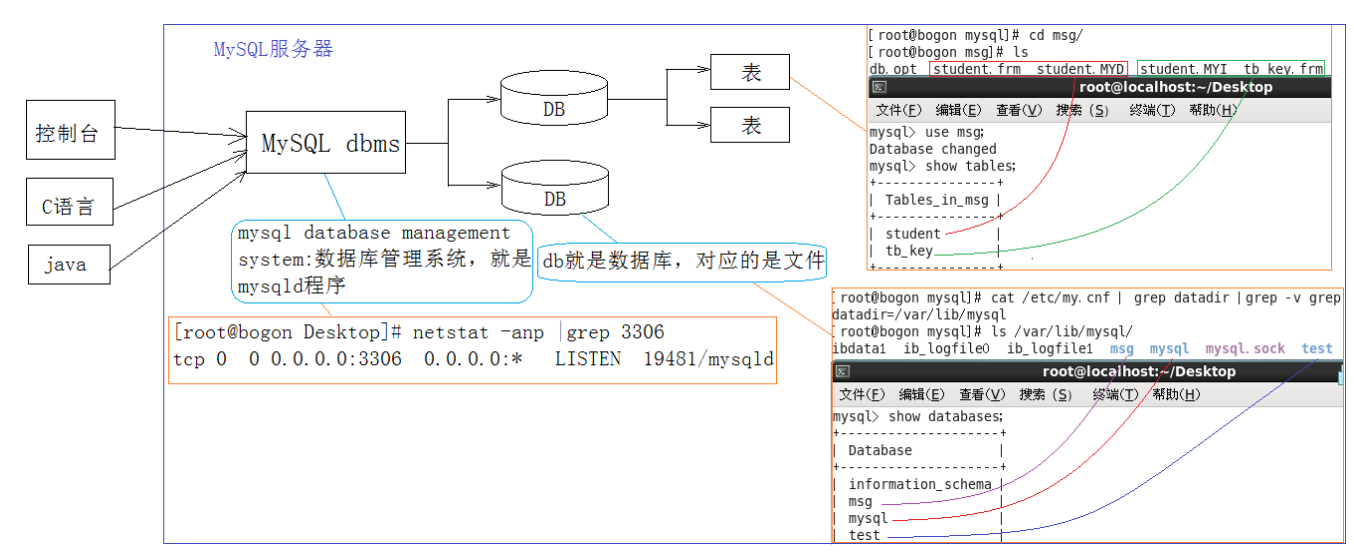 MySQL服务器
控制台
C语言
java
MySQL dbms
DB
DB
表
表
mysql database management
system:数据库管理系统，就是
mysqld程序
db就是数据库，对应的是文件
[root@bogon Desktop]# netstat -anp |grep 3306
tcp 0 0 0.0.0.0:3306 0.0.0.0:* LISTEN 19481/mysqld
[root@bogon mysql]# cd msg/
[root@bogon msg]# ls
db.opt student.frm student.MYD student.MYI tb_key.frm
root@localhost:~/Desktop
文件(F) 编辑(E) 查看(V) 搜索 (S) 终端(T) 帮助(H)
mysql> use msg;
Database changed
mysql> show tables;
+---------------+
| Tables_in_msg |
+---------------+
| student
| tb_key
+---------------+
root@bogon mysql]# cat /etc/my.cnf | grep datadir |grep -v grep
datadir=/var/lib/mysql
root@bogon mysql]# ls /var/lib/mysql/
ibdata1 ib_logfile0 ib_logfile1 msg mysql mysql.sock test
root@localhost:~/Desktop
文件(F) 编辑(E) 查看(V) 搜索 (S) 终端(T) 帮助(H)
mysql> show databases;
+--------------------+
| Database |
+--------------------+
| information_schema |
| msg
| mysql |
| test |